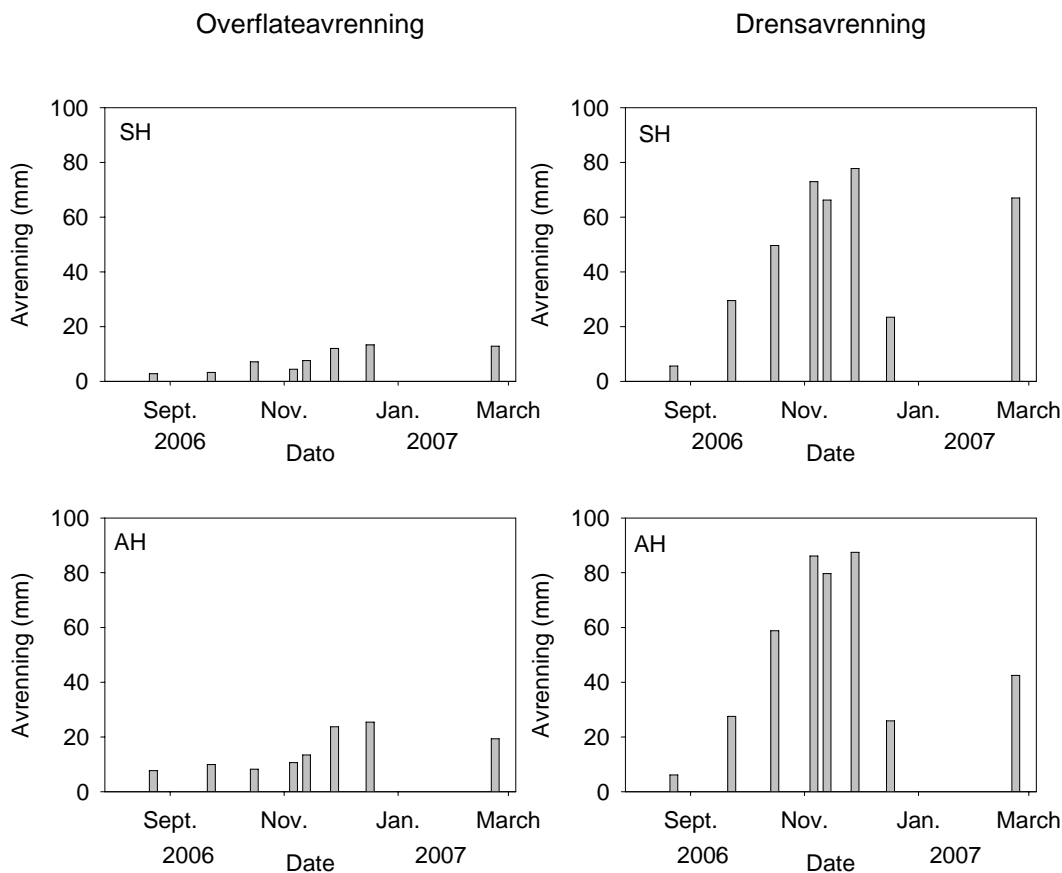 Overflateavrenning
Drensavrenning
100
80
60
40
20
0
Avrenning (mm)
SH
Sept.
Nov.
Jan.
March
2006
2007
Dato
100
80
60
40
20
0
Avrenning (mm)
SH
Sept.
Nov.
Jan.
March
2006
2007
Date
100
80
60
40
20
0
Avrenning (mm)
AH
Sept.
Nov.
Jan.
March
2006
2007
Date
100
80
60
40
20
0
Avrenning (mm)
AH
Sept.
Nov.
Jan.
March
2006
2007
Date